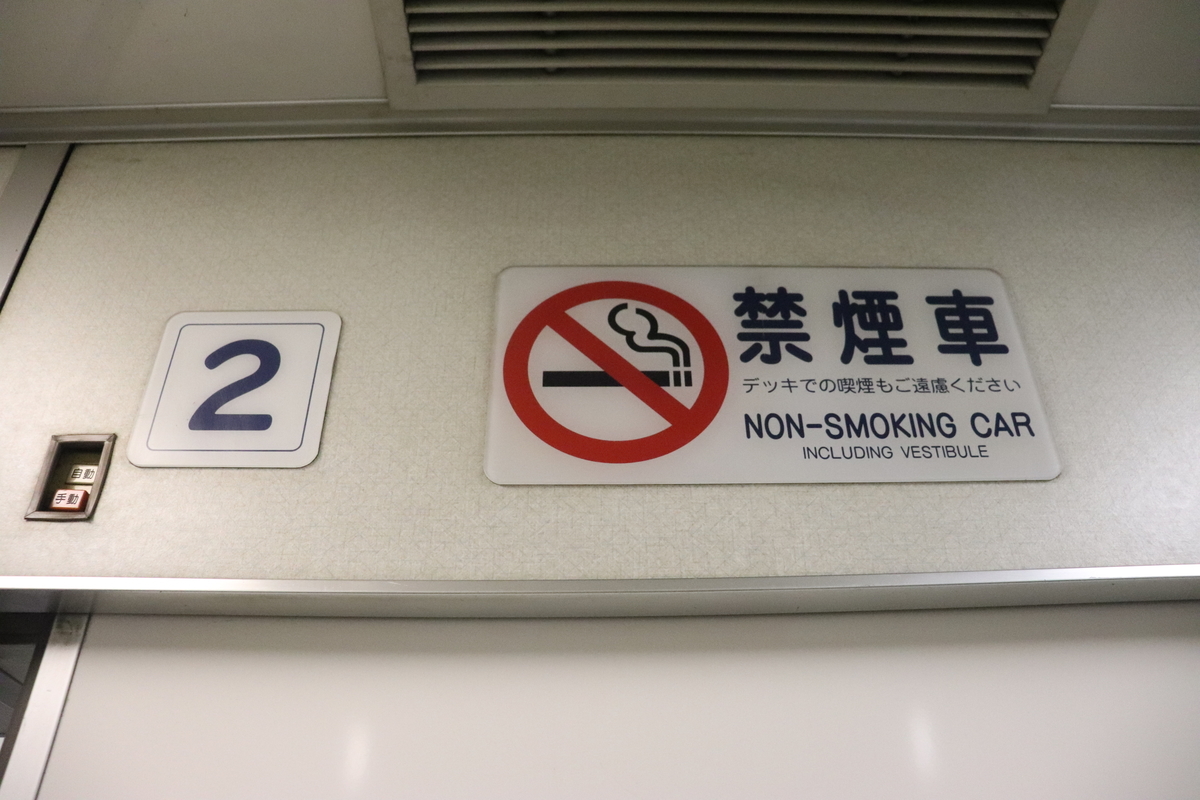 2
自動
手動
禁煙車
デッキでの喫煙もご遠慮ください
NON-SMOKING CAR
INCLUDING VESTIBULE